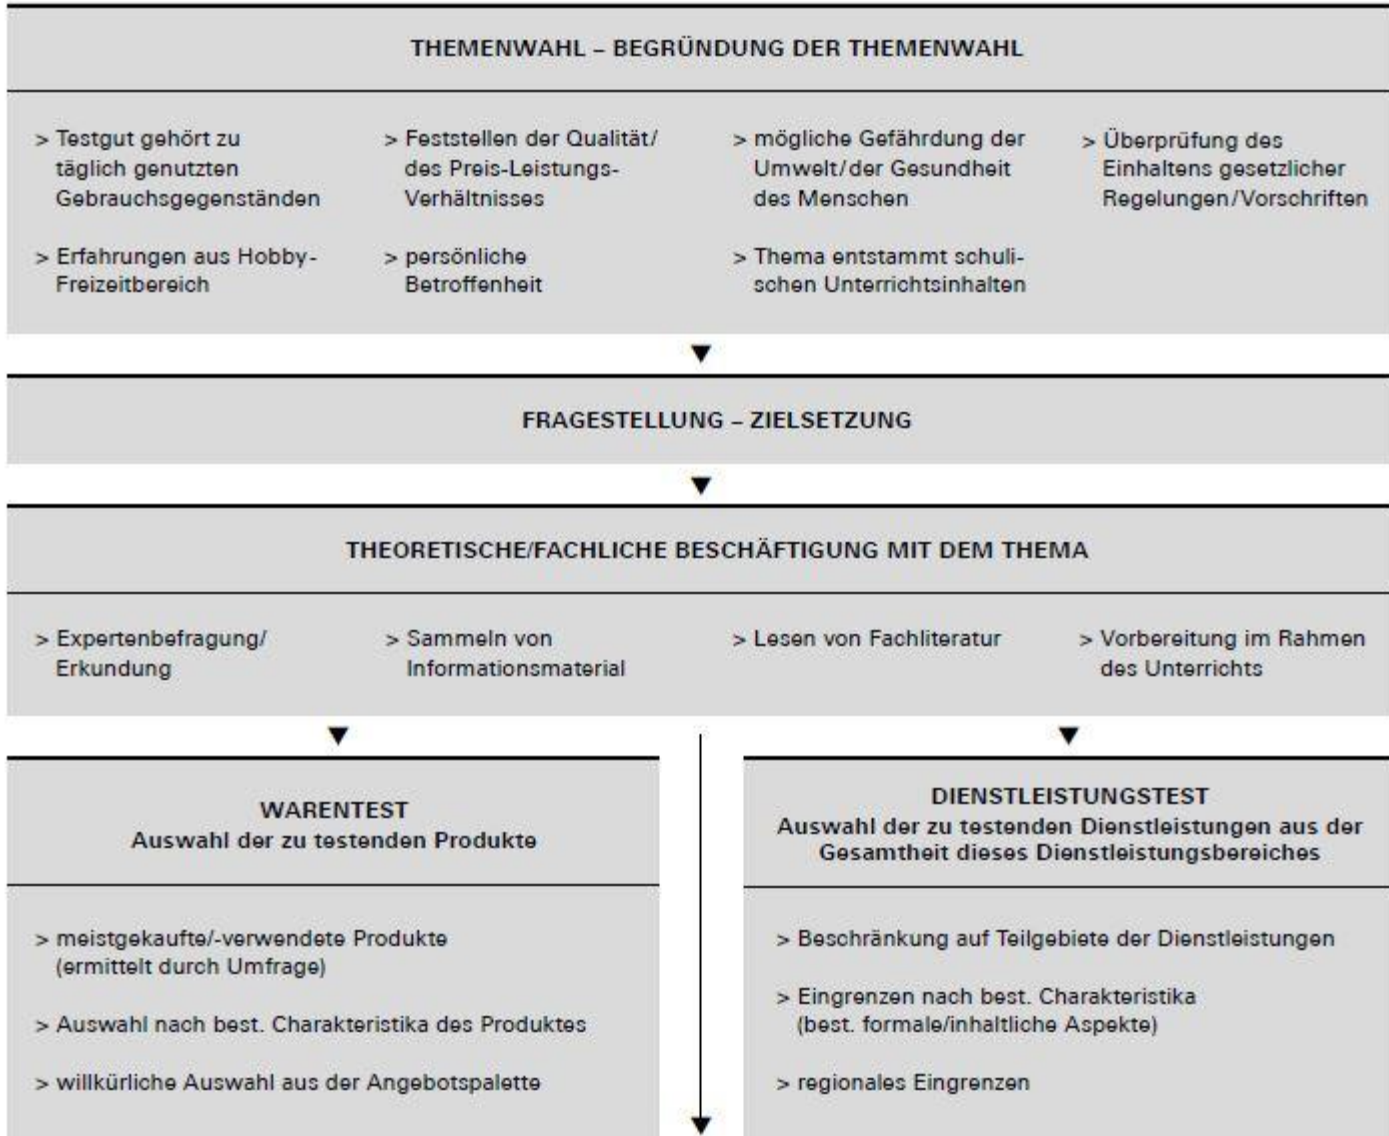 THEMENWAHL – BEGRÜNDUNG DER THEMENWAHL
> Testgut gehört zu
täglich genutzten
Gebrauchsgegenständen
> Erfahrungen aus Hobby-
Freizeitbereich
> Feststellen der Qualität/
des Preis-Leistungs-
Verhältnisses
> persönliche
Betroffenheit
> mögliche Gefährdung der
Umwelt/der Gesundheit
des Menschen
> Thema entstammt schuli-
schen Unterrichtsinhalten
> Überprüfung des
Einhaltens gesetzlicher
Regelungen/Vorschriften
FRAGESTELLUNG – ZIELSETZUNG
THEORETISCHE/FACHLICHE BESCHÄFTIGUNG MIT DEM THEMA
> Expertenbefragung/
Erkundung
> Sammeln von
Informationsmaterial
> Lesen von Fachliteratur
> Vorbereitung im Rahmen
des Unterrichts
WARENTEST
Auswahl der zu testenden Produkte
> meistgekaufte/-verwendete Produkte
(ermittelt durch Umfrage)
> Auswahl nach best. Charakteristika des Produktes
> willkürliche Auswahl aus der Angebotspalette
DIENSTLEISTUNGSTEST
Auswahl der zu testenden Dienstleistungen aus der
Gesamtheit dieses Dienstleistungsbereiches
> Beschränkung auf Teilgebiete der Dienstleistungen
> Eingrenzen nach best. Charakteristika
(best. formale/inhaltliche Aspekte)
> regionales Eingrenzen